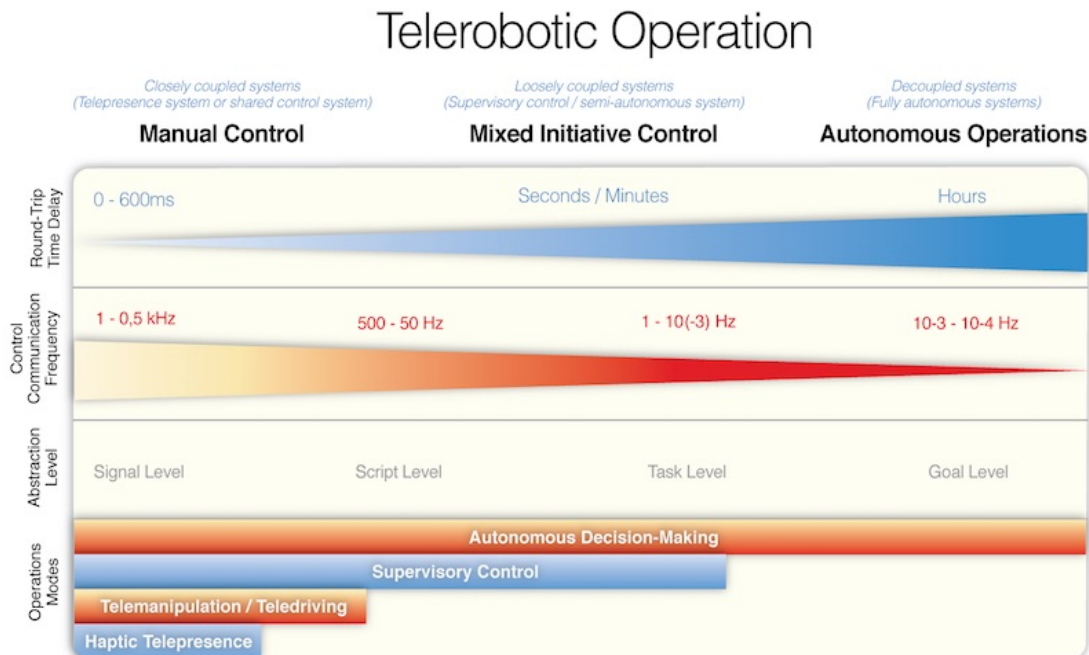 Telerobotic Operation
Closely coupled systems
(Telepresence system or shared control system)
Manual Control
Loosely coupled systems
(Supervisory control / semi-autonomous system)
Mixed Initiative Control
Decoupled systems
(Fully autonomous systems)
Autonomous Operations
Round-Trip
Time Delay
0 - 600ms
Seconds / Minutes
Hours
Control
Communication
Frequency
1 - 0,5 kHz
500 - 50 Hz
1 - 10(-3) Hz
10-3 - 10-4 Hz
Abstraction
Level
Signal Level
Script Level
Task Level
Goal Level
Operations
Modes
Autonomous Decision-Making
Supervisory Control
Telemanipulation / Teledriving
Haptic Telepresence